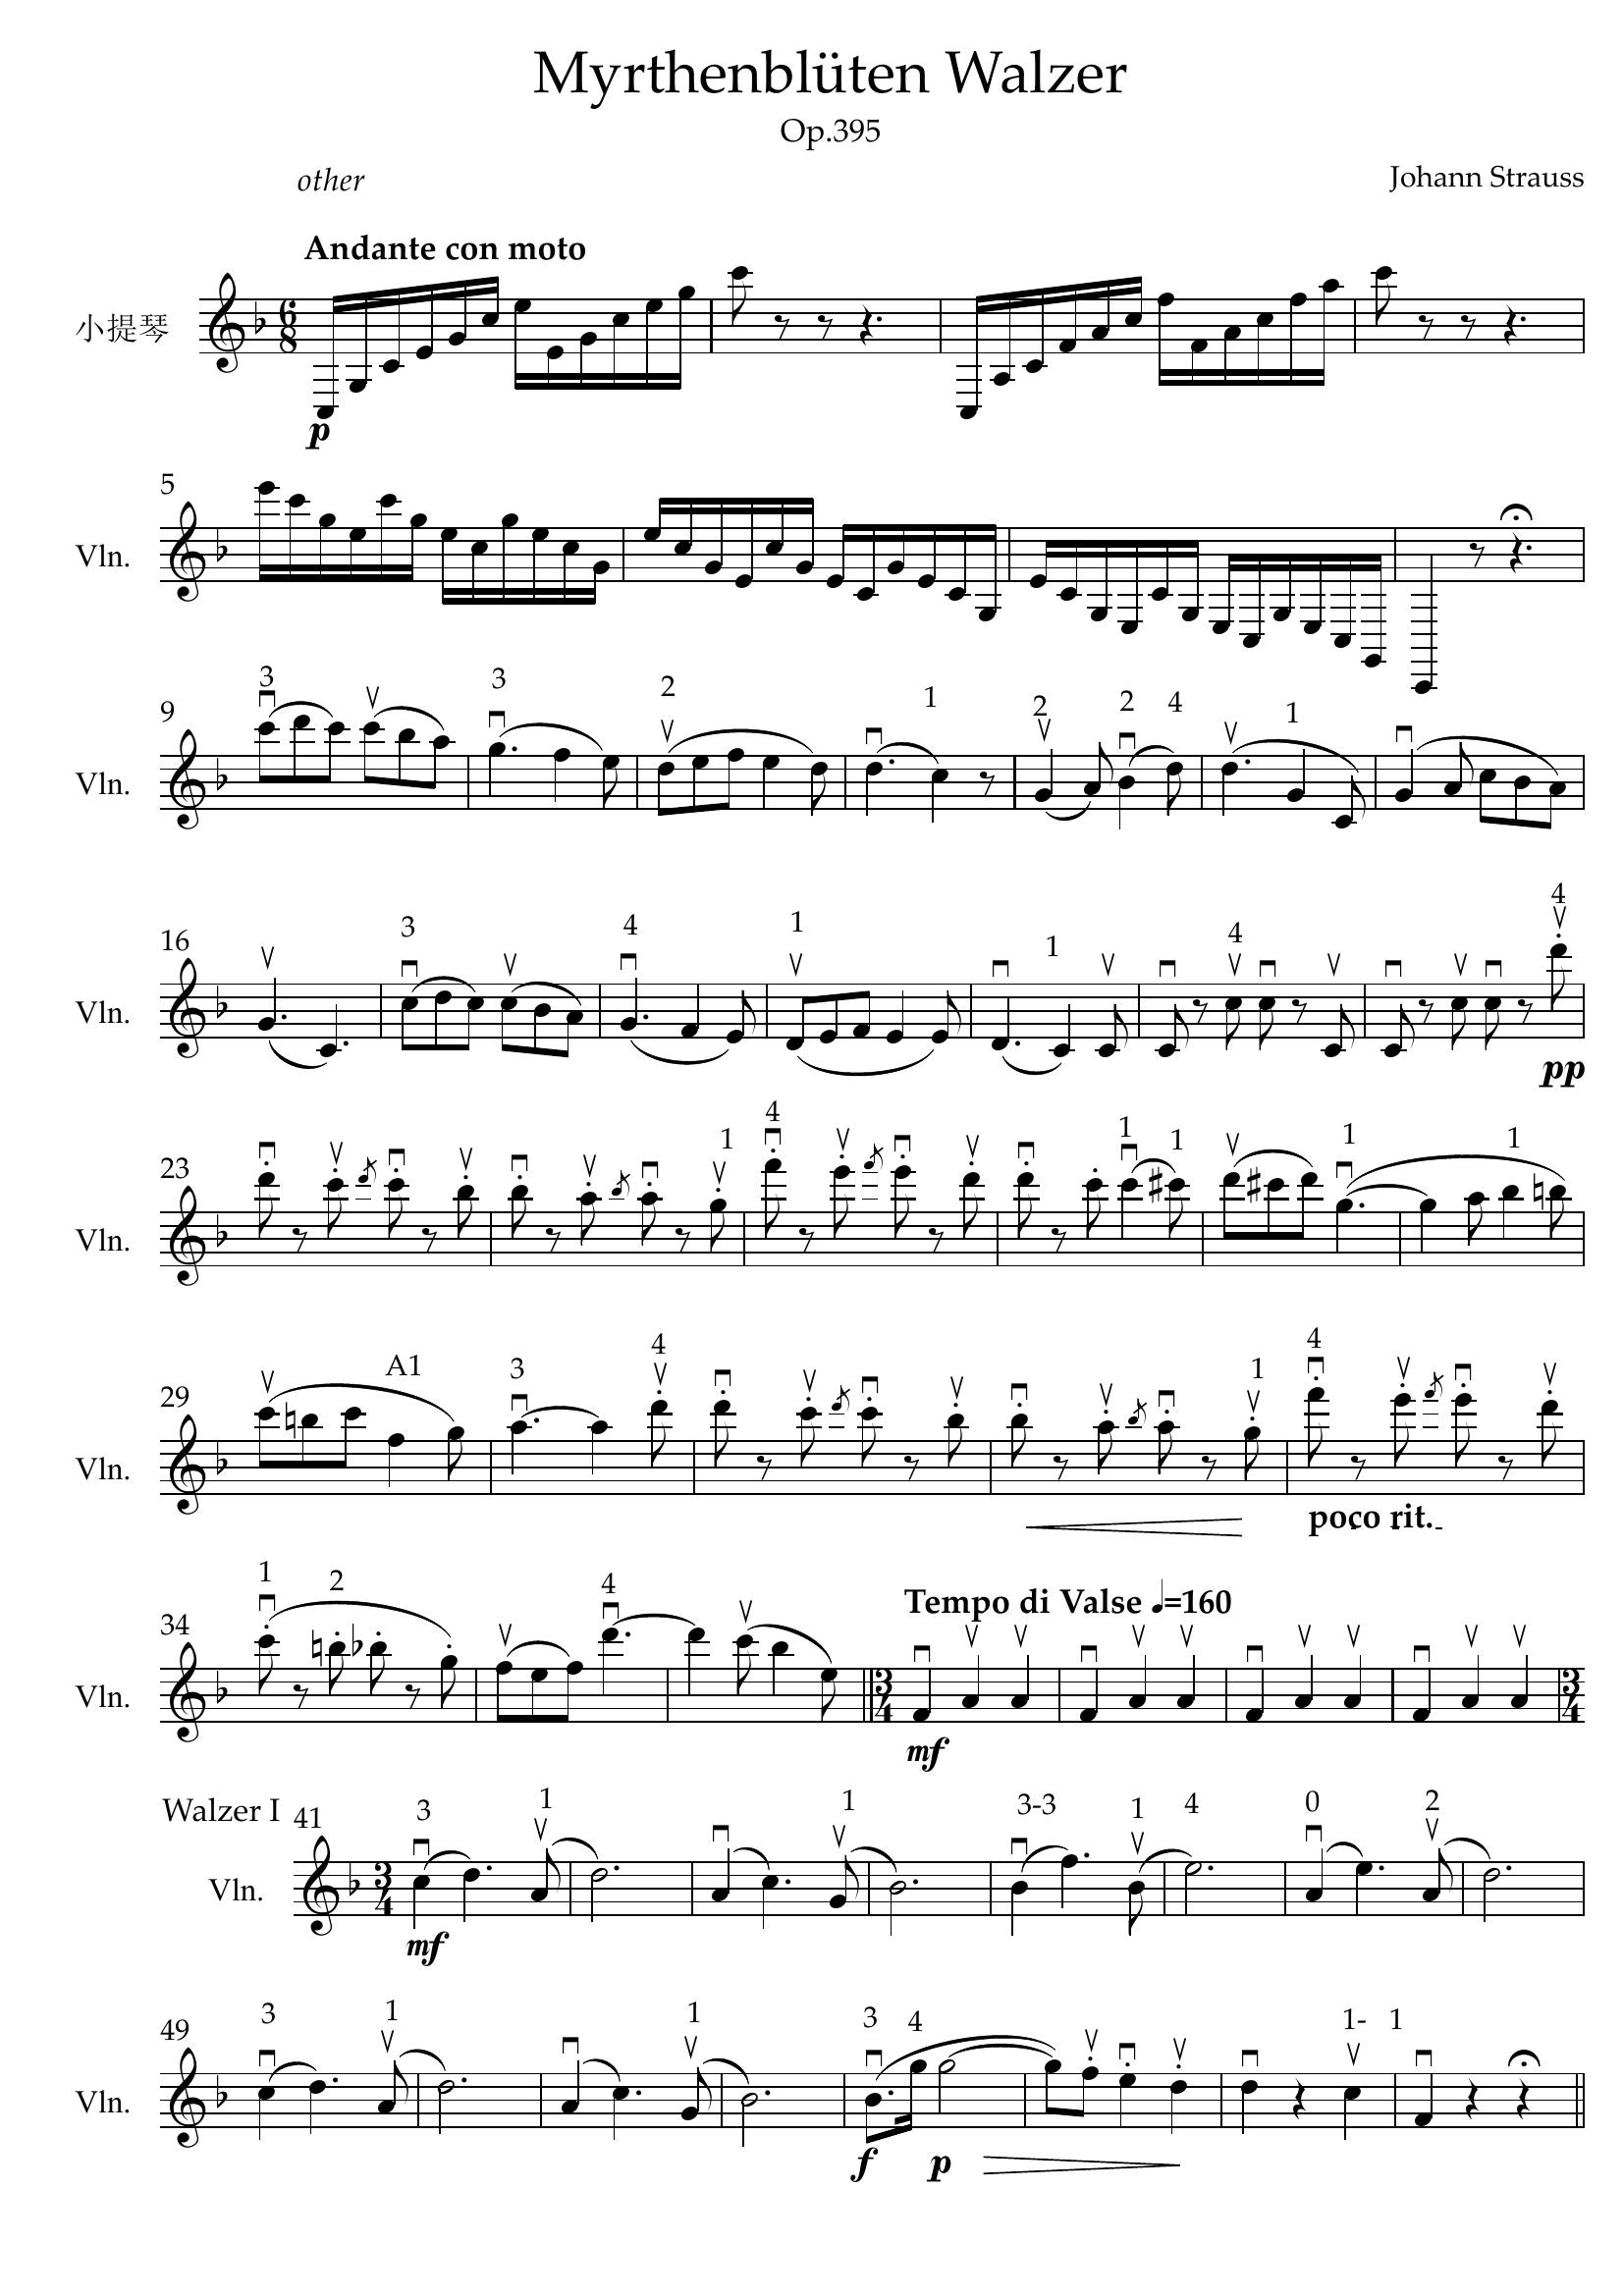 Myrthenblüten Walzer
Op.395
other
Johann Strauss
Andante con moto
小提琴
6
8
p
5
Vln.
9
3 3 2 1 2 2 4 1
Vln.
16
3 4 1 1 4 4
Vln.
pp
23
1 4 1 1 1 1
Vln.
29
A1 3 4 1 4
Vln.
poco rit.
34
1 2 4
Tempo di Valse ♩=160
Vln.
3
4
mf
3
4
Walzer I
41
3 1 1 3-3 1 4 0 2
Vln.
3
4
mf
49
3 1 1 3 4 1- 1
Vln.
f p